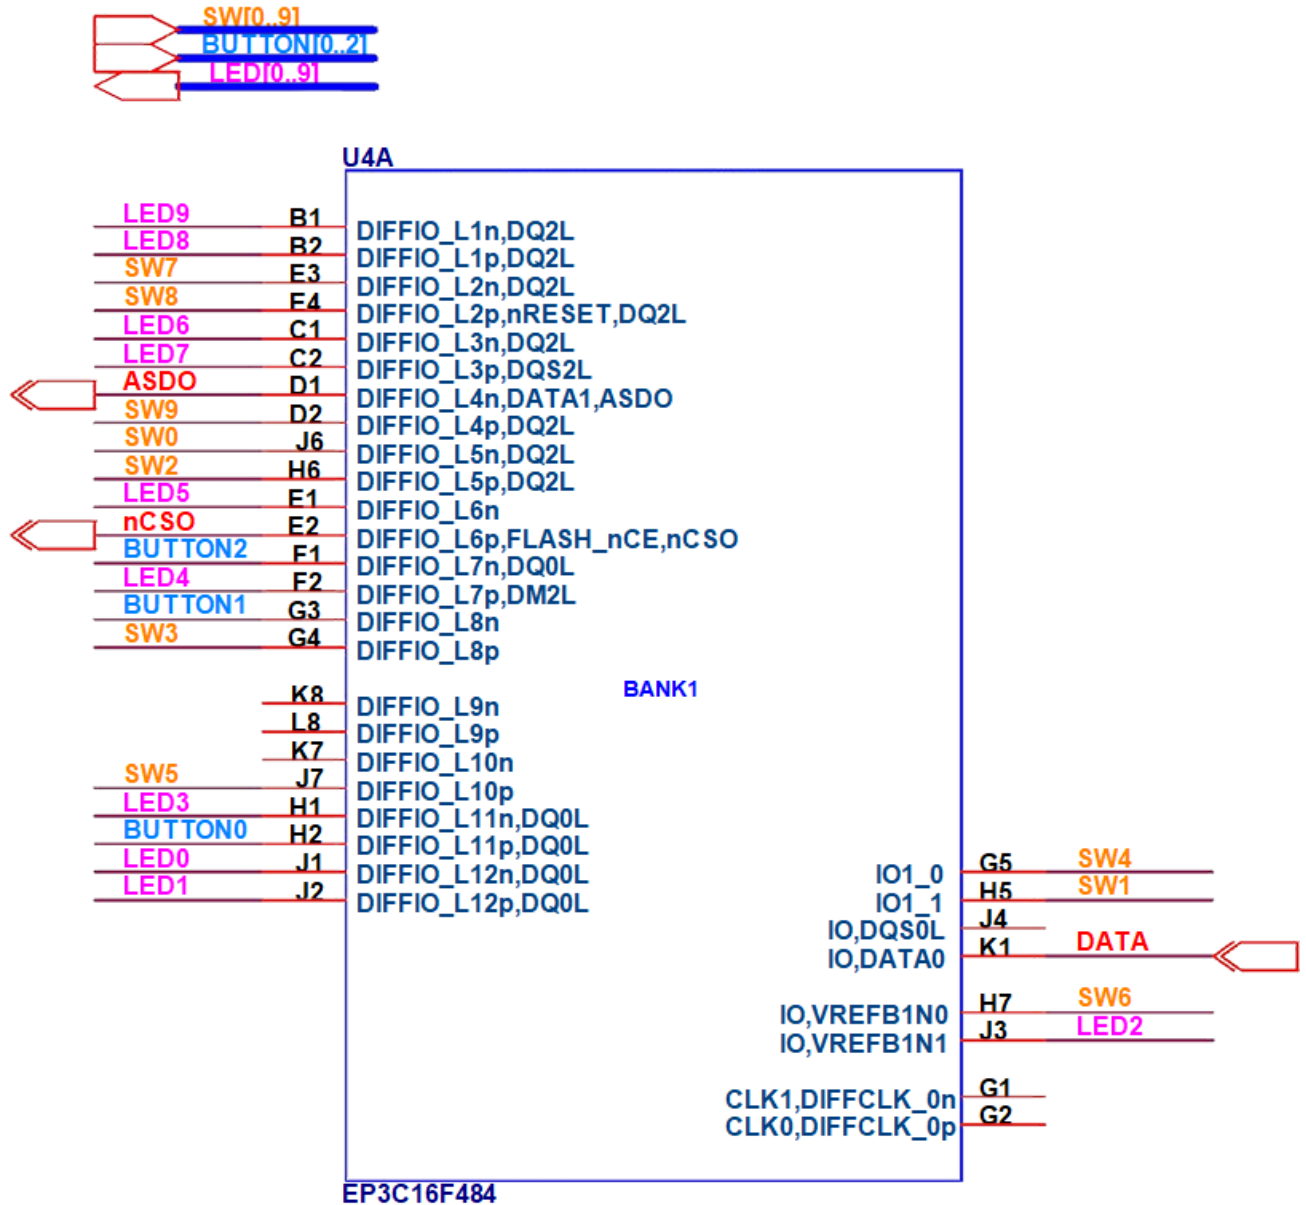 SW[0..9]
BUTTON[0..2]
LED[0..9]
U4A
LED9 B1 DIFFIO_L1n,DQ2L
LED8 B2 DIFFIO_L1p,DQ2L
SW7 E3 DIFFIO_L2n,DQ2L
SW8 E4 DIFFIO_L2p,nRESET,DQ2L
LED6 C1 DIFFIO_L3n,DQ2L
LED7 C2 DIFFIO_L3p,DQS2L
ASDO D1 DIFFIO_L4n,DATA1,ASDO
SW9 D2 DIFFIO_L4p,DQ2L
SW0 J6 DIFFIO_L5n,DQ2L
SW2 H6 DIFFIO_L5p,DQ2L
LED5 E1 DIFFIO_L6n
nCSO E2 DIFFIO_L6p,FLASH_nCE,nCSO
BUTTON2 F1 DIFFIO_L7n,DQ0L
LED4 F2 DIFFIO_L7p,DM2L
BUTTON1 G3 DIFFIO_L8n
SW3 G4 DIFFIO_L8p
BANK1
K8 DIFFIO_L9n
L8 DIFFIO_L9p
K7 DIFFIO_L10n
SW5 J7 DIFFIO_L10p
LED3 H1 DIFFIO_L11n,DQ0L
BUTTON0 H2 DIFFIO_L11p,DQ0L
LED0 J1 DIFFIO_L12n,DQ0L
LED1 J2 DIFFIO_L12p,DQ0L
IO1_0 G5 SW4
IO1_1 H5 SW1
IO,DQS0L J4
IO,DATA0 K1 DATA
IO,VREFB1N0 H7 SW6
IO,VREFB1N1 J3 LED2
CLK1,DIFFCLK_0n G1
CLK0,DIFFCLK_0p G2
EP3C16F484